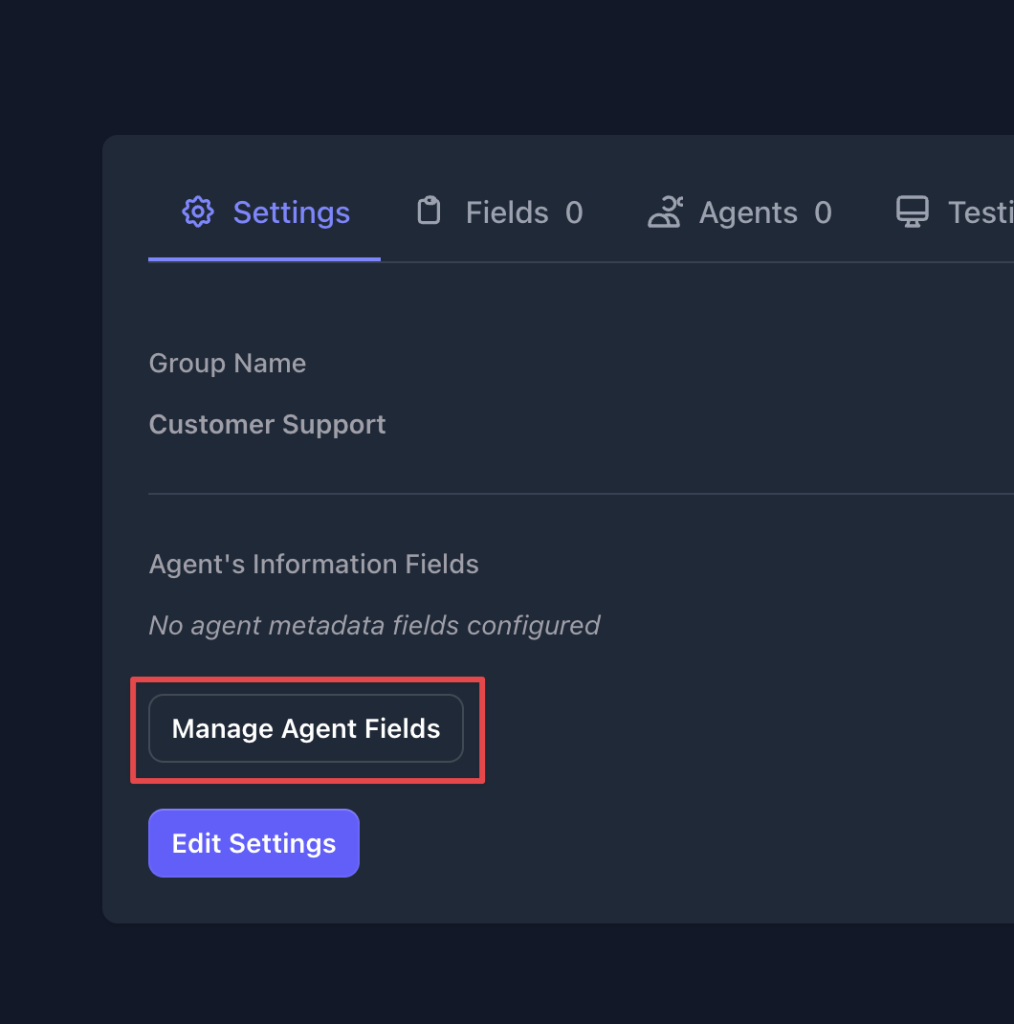 Settings Fields 0 Agents 0 Testi
Group Name
Customer Support
Agent's Information Fields
No agent metadata fields configured
Manage Agent Fields
Edit Settings